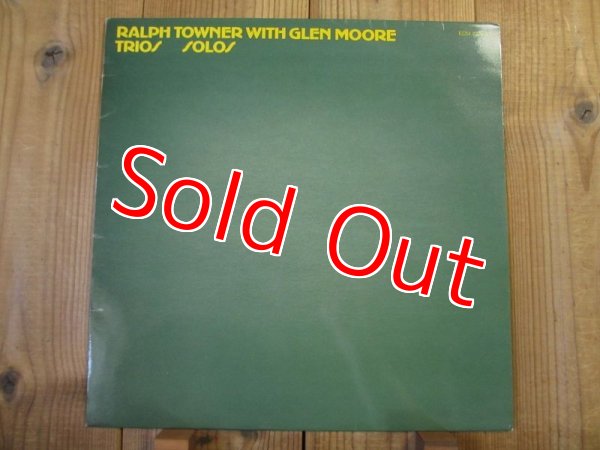 RALPH TOWNER WITH GLEN MOORE
TRIOS SOLOS
Sold Out